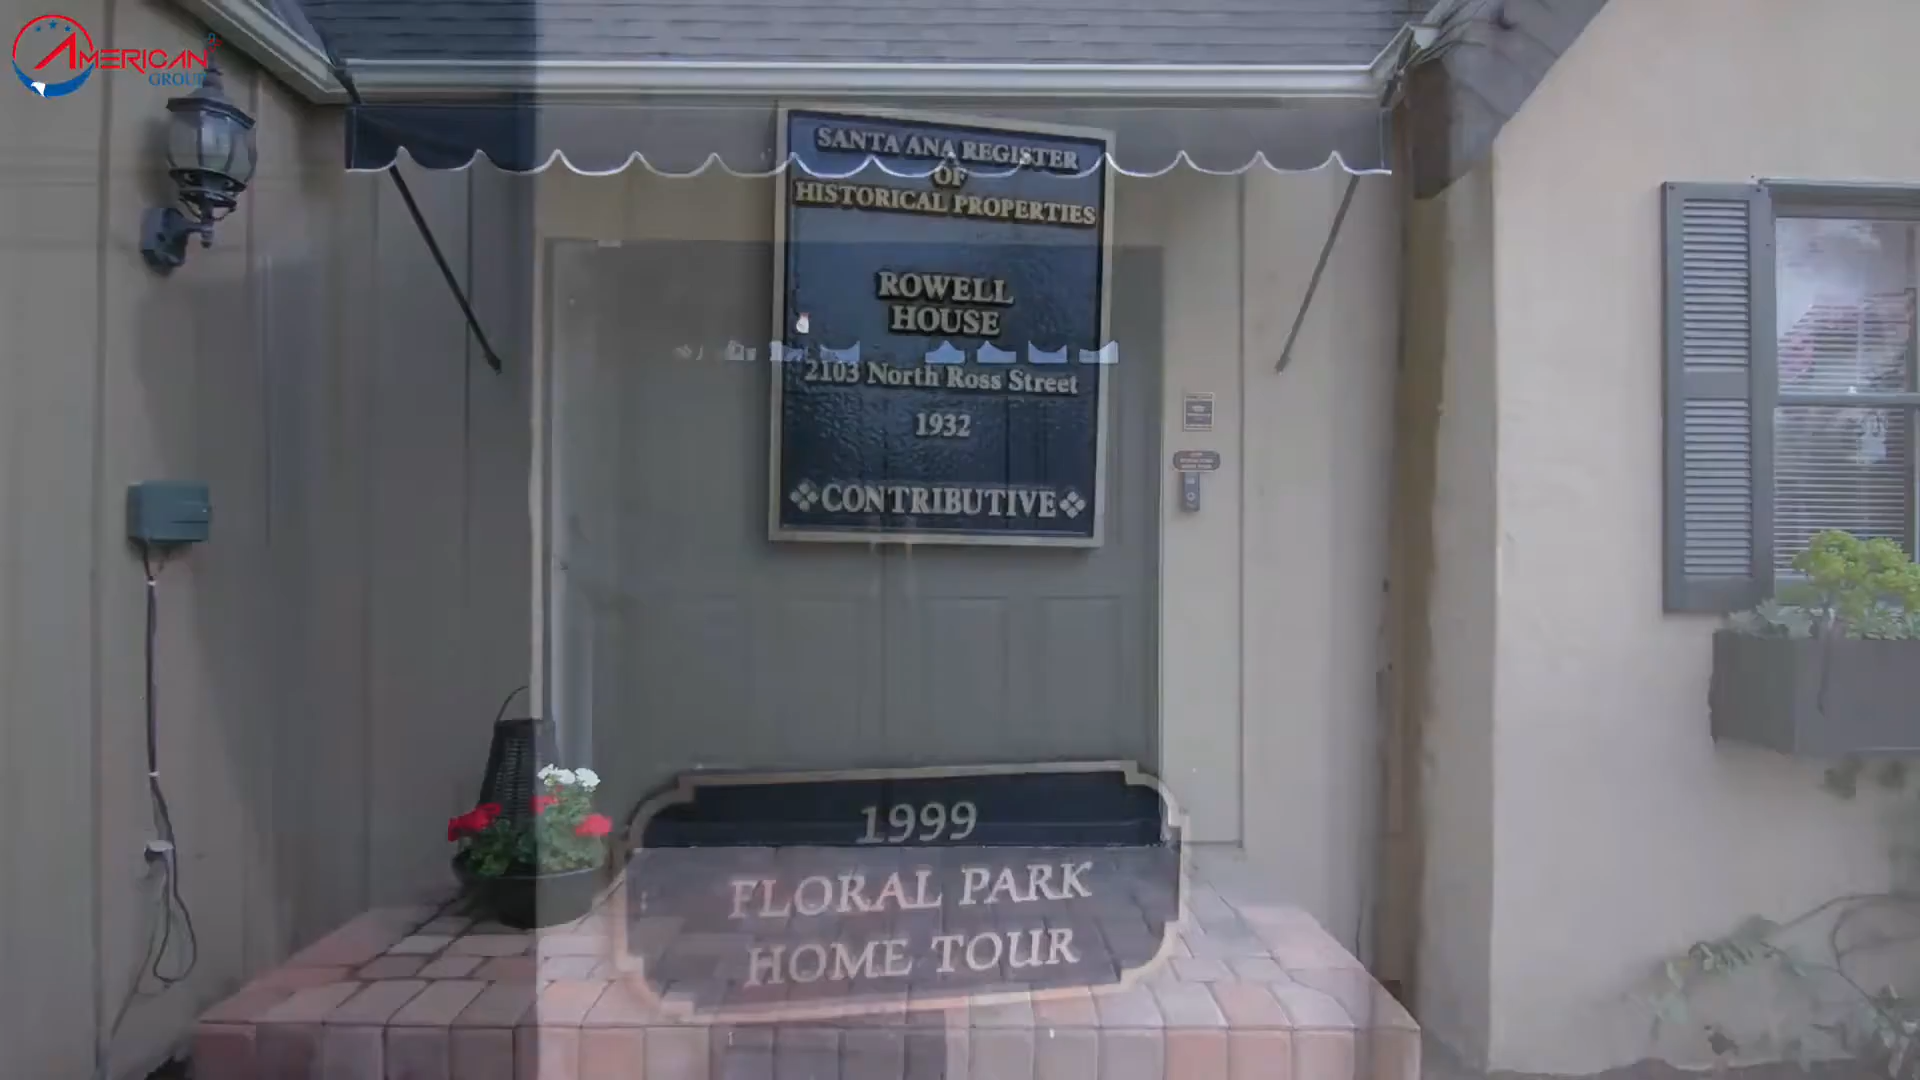 AMERICAN
GROUP
SANTA ANA REGISTER
OF
HISTORICAL PROPERTIES
ROWELL
HOUSE
2103 North Ross Street
1932
CONTRIBUTIVE
1999
FLORAL PARK
HOME TOUR